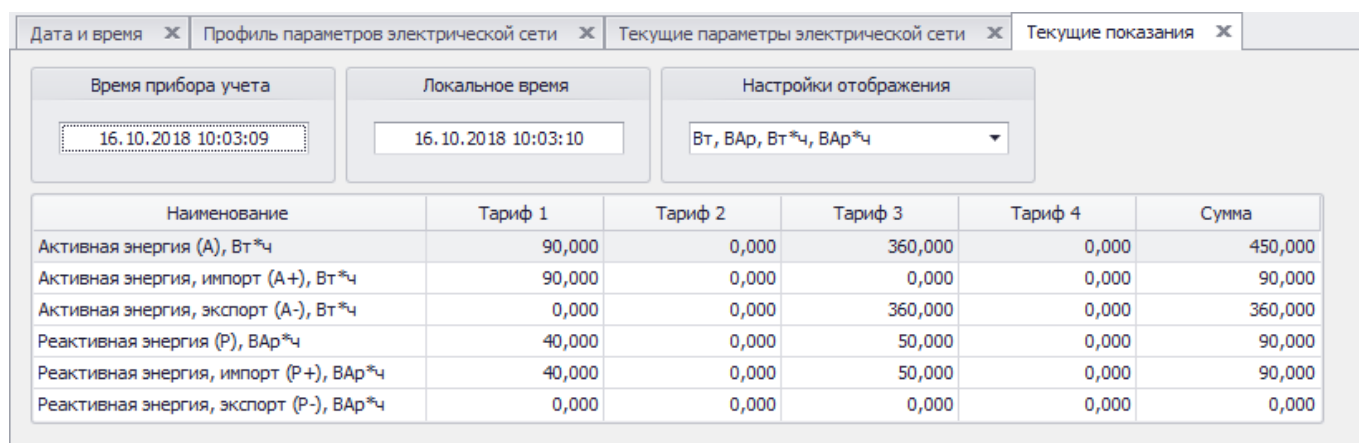 Дата и время Профиль параметров электрической сети Текущие параметры электрической сети Текущие показания
Время прибора учета Локальное время Настройки отображения
16.10.2018 10:03:09 16.10.2018 10:03:10 Вт, ВАр, Вт*ч, ВАр*ч
Наименование Тариф 1 Тариф 2 Тариф 3 Тариф 4 Сумма
Активная энергия (А), Вт*ч 90,000 0,000 360,000 0,000 450,000
Активная энергия, импорт (А+), Вт*ч 90,000 0,000 0,000 0,000 90,000
Активная энергия, экспорт (А-), Вт*ч 0,000 0,000 360,000 0,000 360,000
Реактивная энергия (Р), ВАр*ч 40,000 0,000 50,000 0,000 90,000
Реактивная энергия, импорт (Р+), ВАр*ч 40,000 0,000 50,000 0,000 90,000
Реактивная энергия, экспорт (Р-), ВАр*ч 0,000 0,000 0,000 0,000 0,000